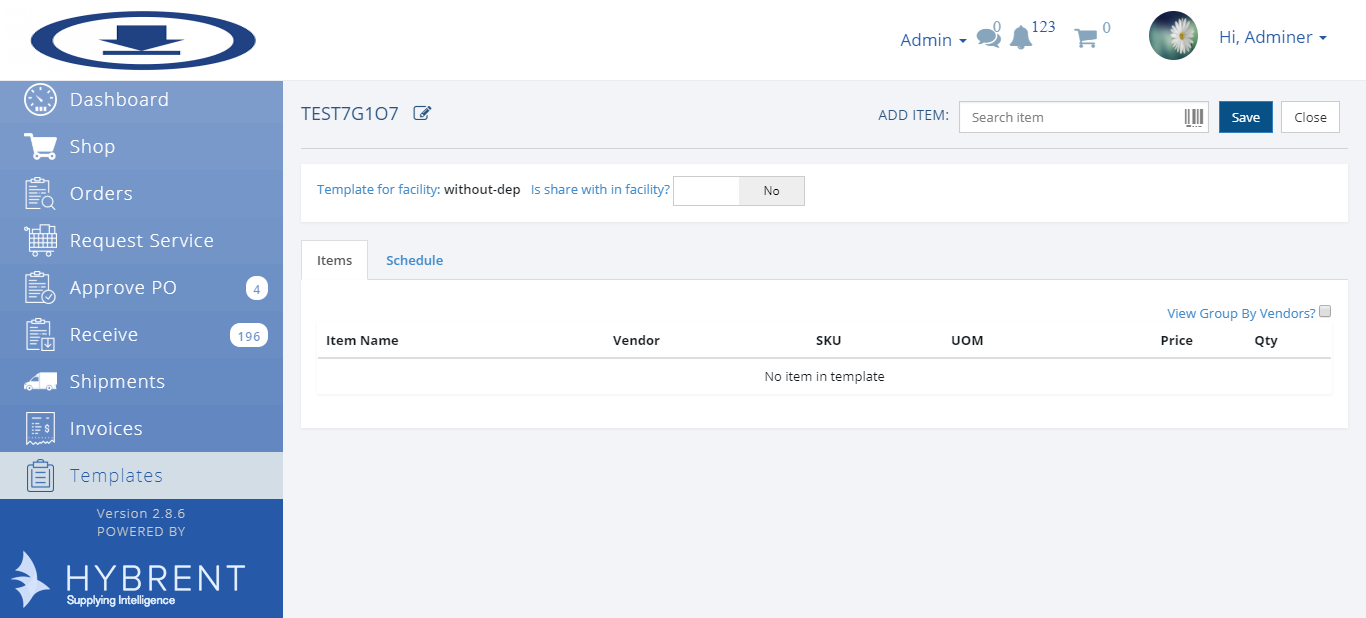 Admin 0 123 0 Hi, Adminer
Dashboard
Shop
Orders
Request Service
Approve PO 4
Receive 196
Shipments
Invoices
Templates
Version 2.8.6
POWERED BY
HYBRENT
Supplying Intelligence
TEST7G1O7 ADD ITEM: Search item Save Close
Template for facility: without-dep Is share with in facility? No
Items Schedule
View Group By Vendors?
Item Name Vendor SKU UOM Price Qty
No item in template